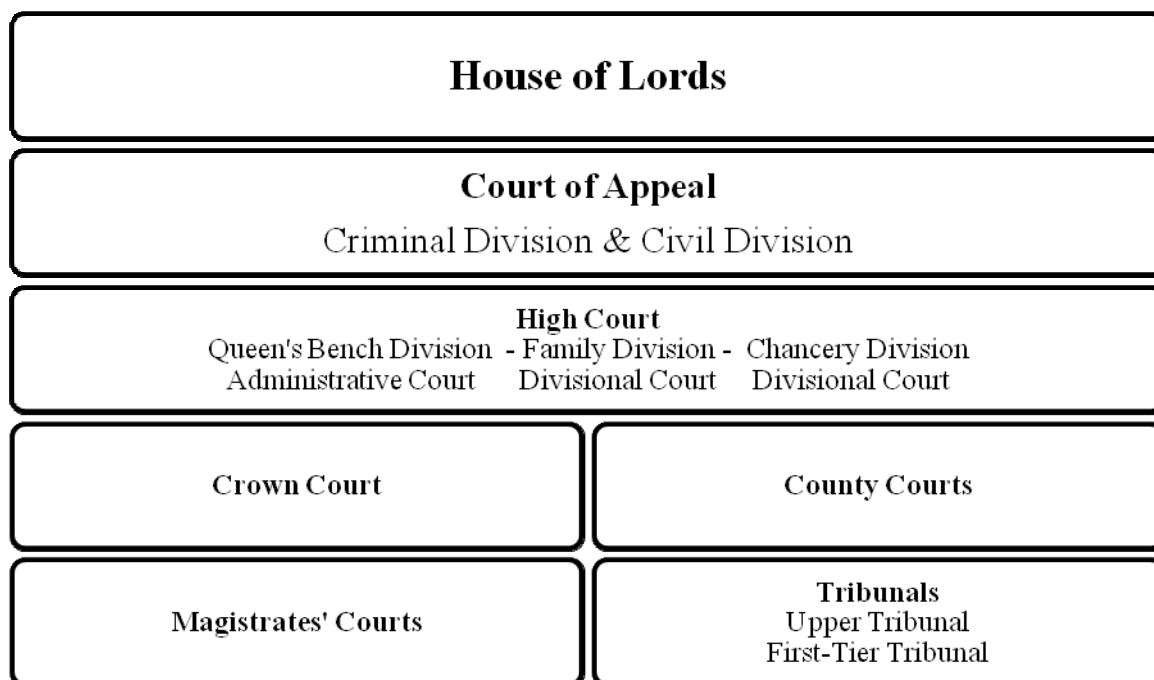 House of Lords
Court of Appeal
Criminal Division & Civil Division
High Court
Queen's Bench Division - Family Division - Chancery Division
Administrative Court Divisional Court Divisional Court
Crown Court
County Courts
Magistrates' Courts
Tribunals
Upper Tribunal
First-Tier Tribunal